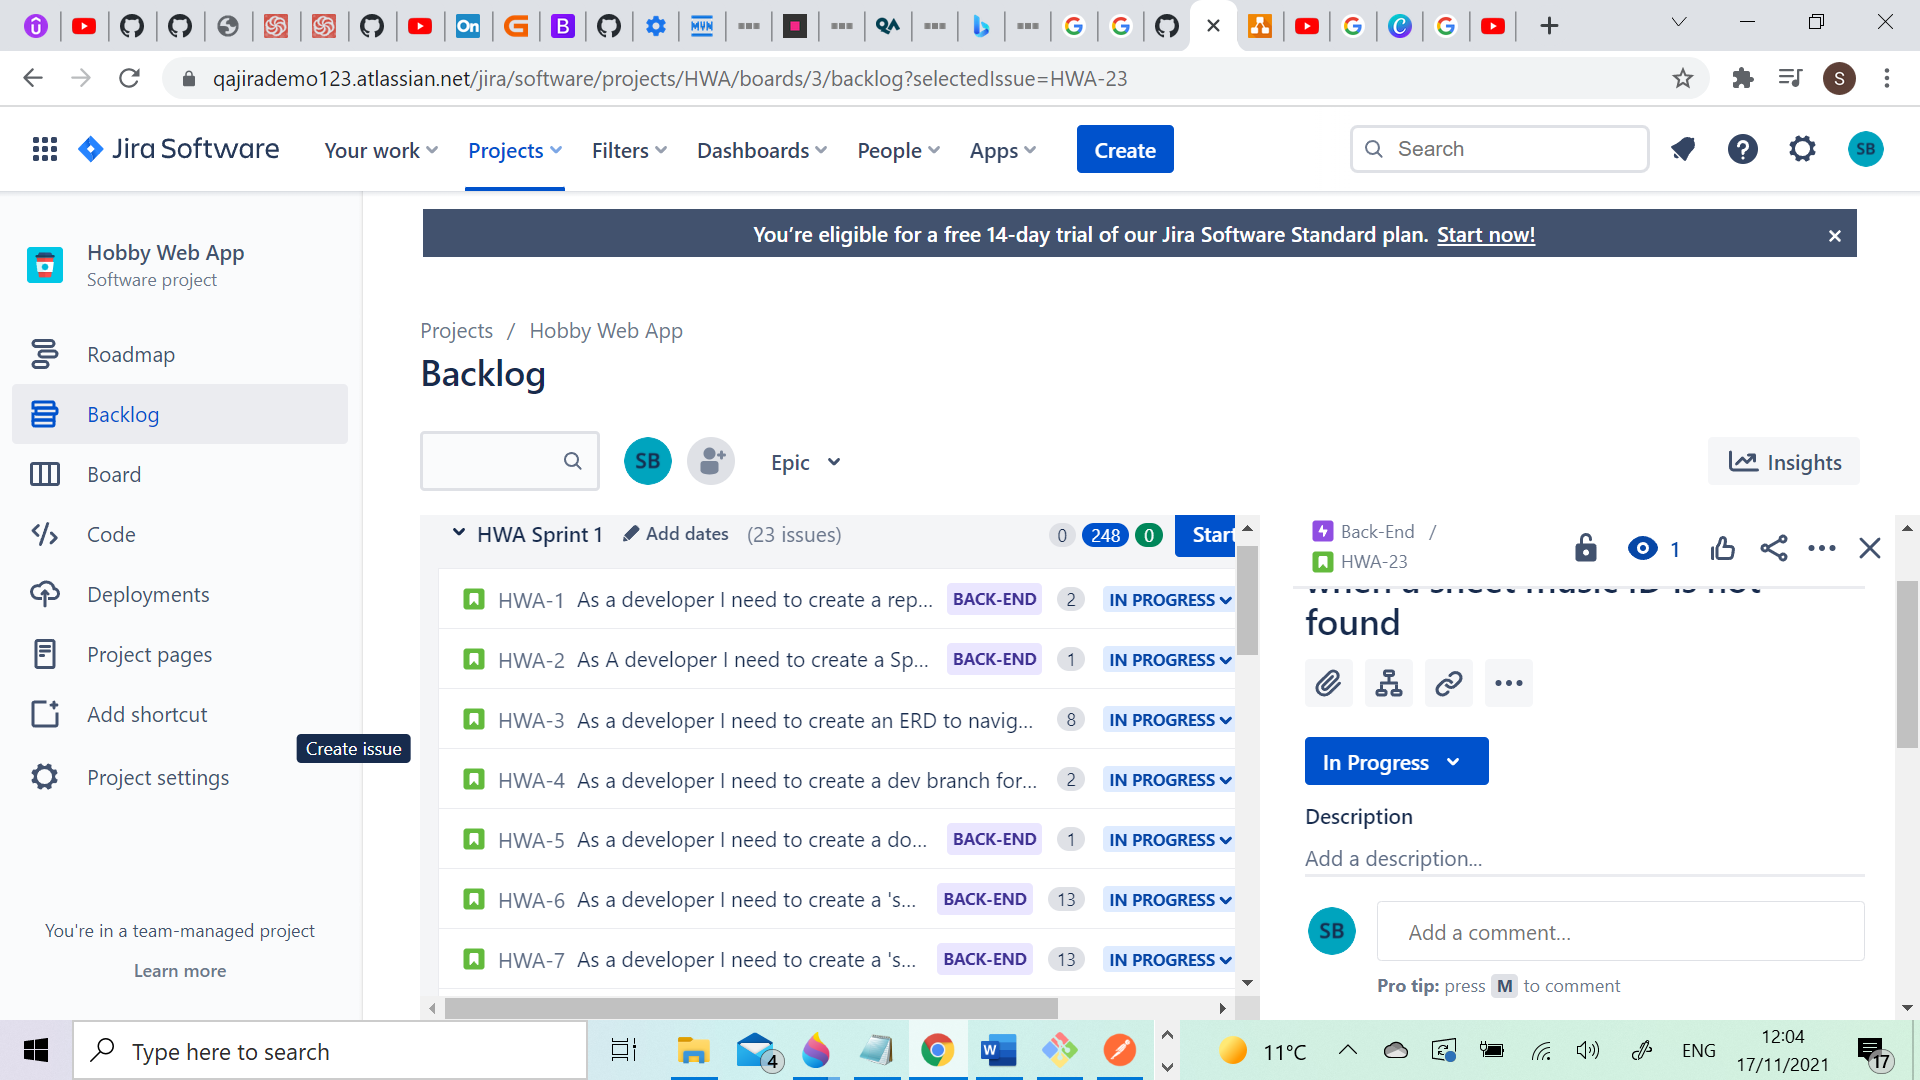 qajirademo123.atlassian.net/jira/software/projects/HWA/boards/3/backlog?selectedIssue=HWA-23
S
Jira Software
Your work
Projects
Filters
Dashboards
People
Apps
Create
Search
SB
You're eligible for a free 14-day trial of our Jira Software Standard plan. Start now!
Hobby Web App
Software project
Roadmap
Backlog
Board
Code
Deployments
Project pages
Add shortcut
Create issue
Project settings
You're in a team-managed project
Learn more
Projects / Hobby Web App
Backlog
SB
Epic
Insights
HWA Sprint 1 Add dates (23 issues) 0 248 0 Start
HWA-1 As a developer I need to create a rep... BACK-END 2 IN PROGRESS
HWA-2 As A developer I need to create a Sp... BACK-END 1 IN PROGRESS
HWA-3 As a developer I need to create an ERD to navig... 8 IN PROGRESS
HWA-4 As a developer I need to create a dev branch for... 2 IN PROGRESS
HWA-5 As a developer I need to create a do... BACK-END 1 IN PROGRESS
HWA-6 As a developer I need to create a 's... BACK-END 13 IN PROGRESS
HWA-7 As a developer I need to create a 's... BACK-END 13 IN PROGRESS
Back-End /
HWA-23
1
when a sheet music ID is not
found
In Progress
Description
Add a description...
SB
Add a comment...
Pro tip: press M to comment
Type here to search
4
11°C
ENG
12:04
17/11/2021
17